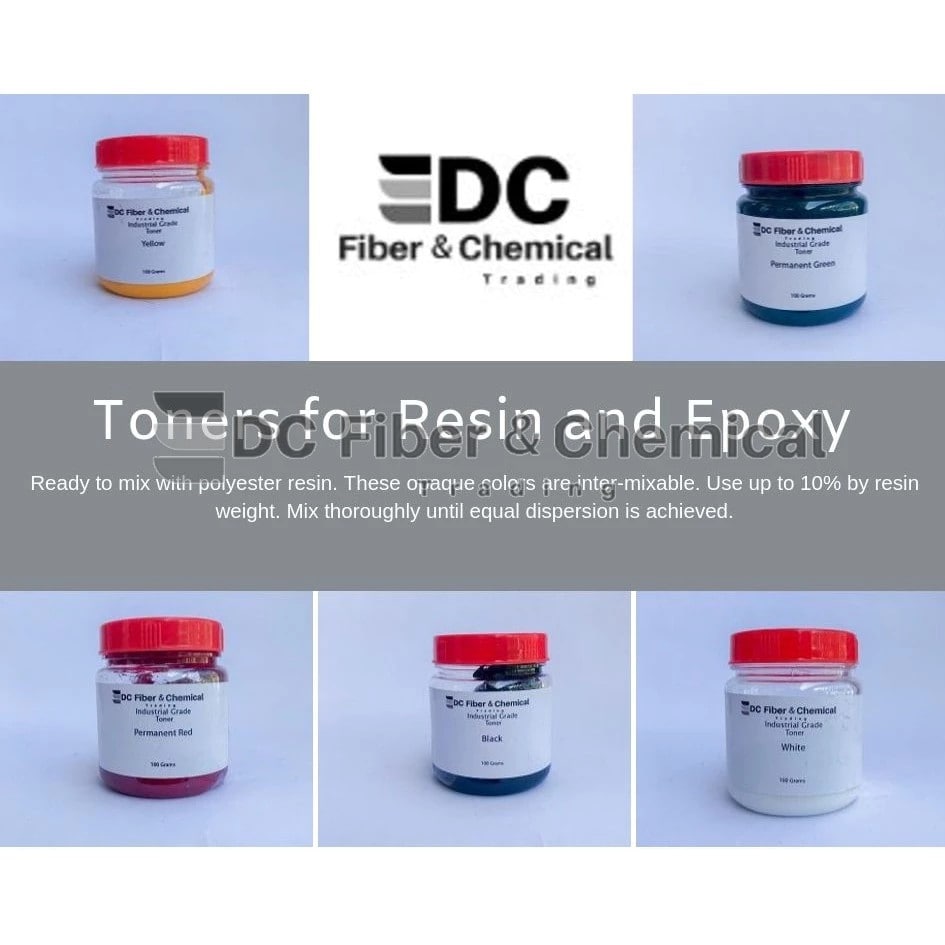 DC Fiber & Chemical
Trading
Industrial Grade
Toner
Yellow
100 Grams
DC
Fiber & Chemical
Trading
DC Fiber & Chemical
Trading
Industrial Grade
Toner
Permanent Green
100 Grams
Toners for Resin and Epoxy
DC Fiber & Chemical
Trading
Ready to mix with polyester resin. These opaque colors are inter-mixable. Use up to 10% by resin
weight. Mix thoroughly until equal dispersion is achieved.
DC Fiber & Chemical
Trading
Industrial Grade
Toner
Permanent Red
100 Grams
DC Fiber & Chemical
Trading
Industrial Grade
Toner
Black
100 Grams
DC Fiber & Chemical
Trading
Industrial Grade
Toner
White
100 Grams